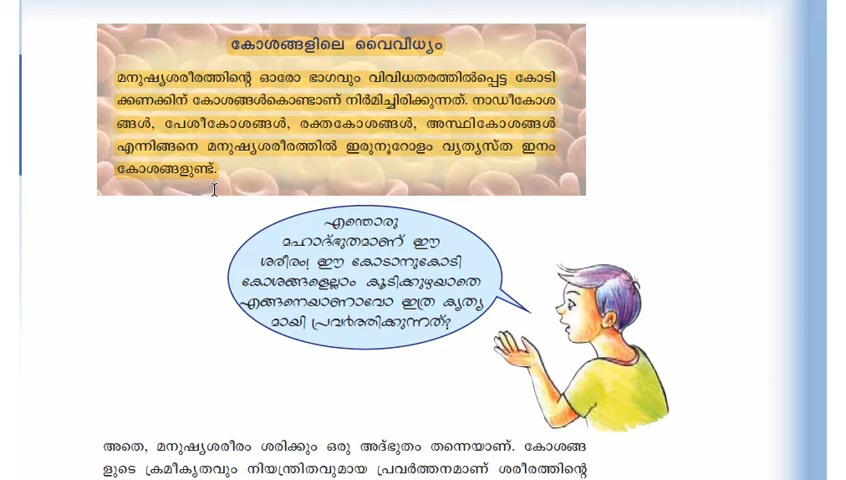 കോശങ്ങളിലെ വൈവിധ്യം
മനുഷ്യശരീരത്തിന്റെ ഓരോ ഭാഗവും വിവിധതരത്തിൽപ്പെട്ട കോടി
ക്കണക്കിന് കോശങ്ങൾകൊണ്ടാണ് നിർമിച്ചിരിക്കുന്നത്. നാഡീകോശ
ങ്ങൾ, പേശീകോശങ്ങൾ, രക്തകോശങ്ങൾ, അസ്ഥികോശങ്ങൾ
എന്നിങ്ങനെ മനുഷ്യശരീരത്തിൽ ഇരുനൂറോളം വ്യത്യസ്ത ഇനം
കോശങ്ങളുണ്ട്.
എന്തൊരു
മഹാദ്ഭുതമാണ് ഈ
ശരീരം! ഈ കോടാനുകോടി
കോശങ്ങളെല്ലാം കൂടിക്കുഴയാതെ
എങ്ങനെയാണാവോ ഇത്ര കൃത്യ
മായി പ്രവർത്തിക്കുന്നത്?
അതെ, മനുഷ്യശരീരം ശരിക്കും ഒരു അദ്ഭുതം തന്നെയാണ്. കോശങ്ങ
ളുടെ ക്രമീകൃതവും നിയന്ത്രിതവുമായ പ്രവർത്തനമാണ് ശരീരത്തിന്റെ